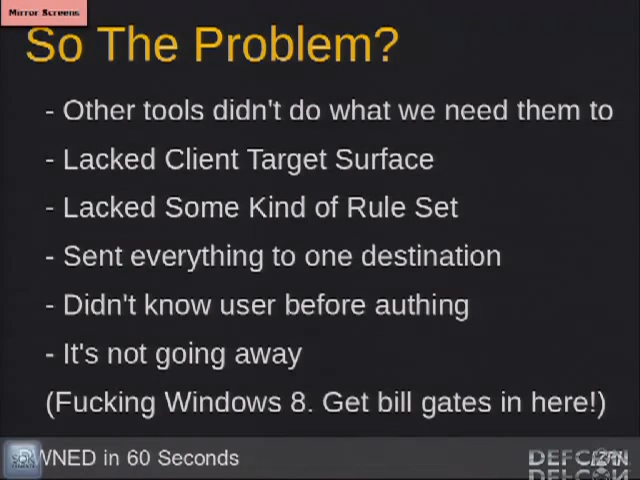 Mirror Screens
So The Problem?
- Other tools didn't do what we need them to
- Lacked Client Target Surface
- Lacked Some Kind of Rule Set
- Sent everything to one destination
- Didn't know user before authing
- It's not going away
(Fucking Windows 8. Get bill gates in here!)
WNED in 60 Seconds
DEFCON